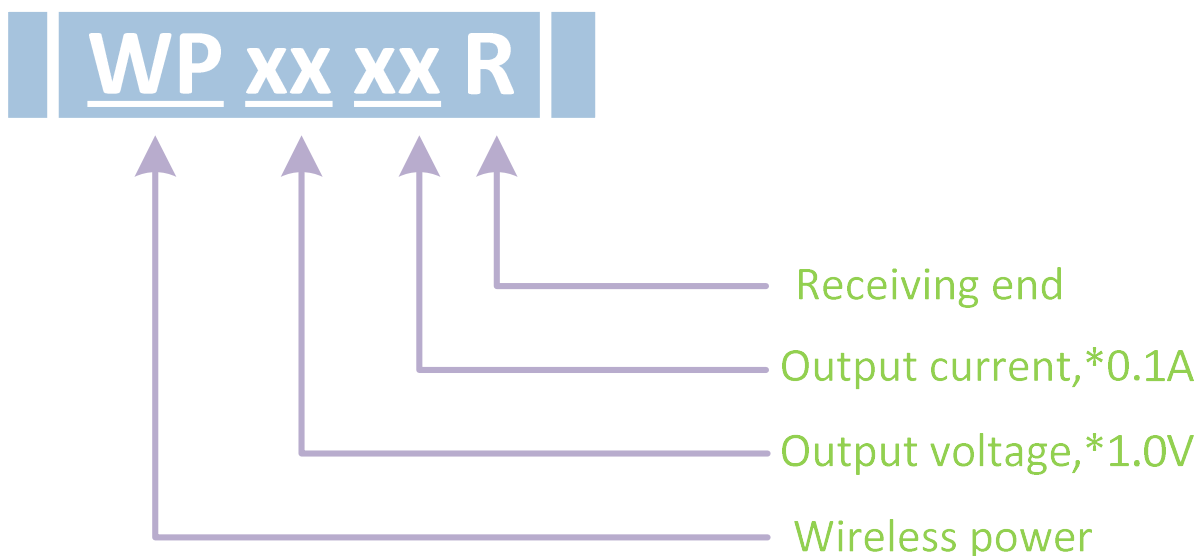 WP xx xx R
Receiving end
Output current,*0.1A
Output voltage,*1.0V
Wireless power